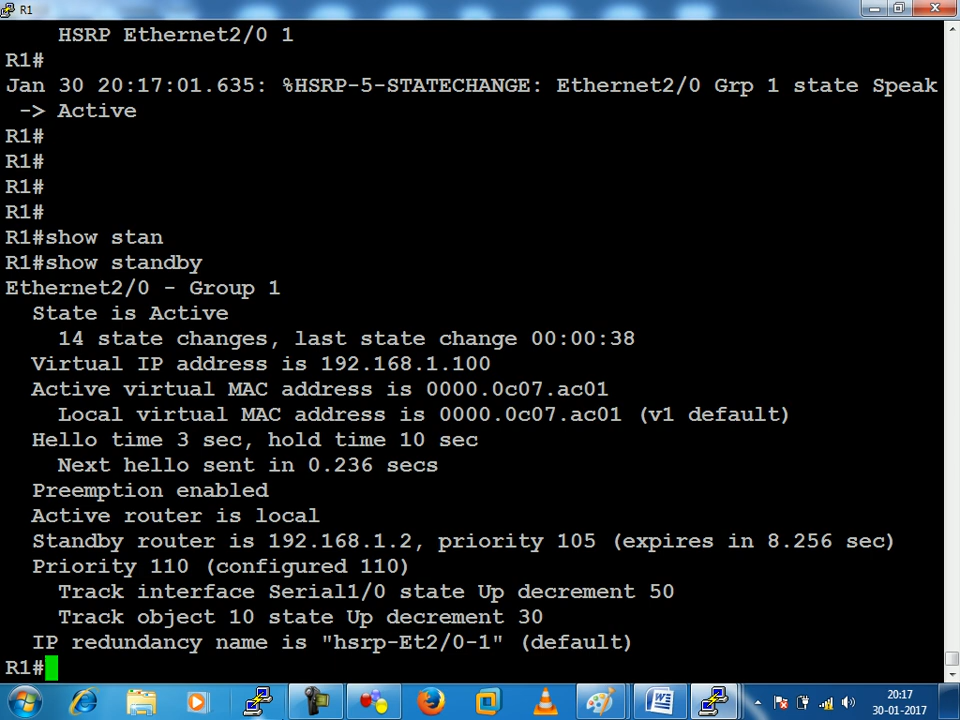 R1
HSRP Ethernet2/0 1
R1#
Jan 30 20:17:01.635: %HSRP-5-STATECHANGE: Ethernet2/0 Grp 1 state Speak
-> Active
R1#
R1#
R1#
R1#
R1#show stan
R1#show standby
Ethernet2/0 - Group 1
State is Active
14 state changes, last state change 00:00:38
Virtual IP address is 192.168.1.100
Active virtual MAC address is 0000.0c07.ac01
Local virtual MAC address is 0000.0c07.ac01 (v1 default)
Hello time 3 sec, hold time 10 sec
Next hello sent in 0.236 secs
Preemption enabled
Active router is local
Standby router is 192.168.1.2, priority 105 (expires in 8.256 sec)
Priority 110 (configured 110)
Track interface Serial1/0 state Up decrement 50
Track object 10 state Up decrement 30
IP redundancy name is "hsrp-Et2/0-1" (default)
R1#
20:17
30-01-2017